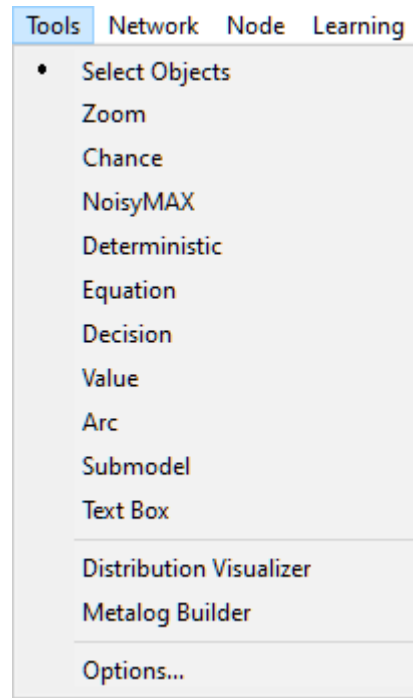 Tools Network Node Learning
Select Objects
Zoom
Chance
NoisyMAX
Deterministic
Equation
Decision
Value
Arc
Submodel
Text Box
Distribution Visualizer
Metalog Builder
Options...